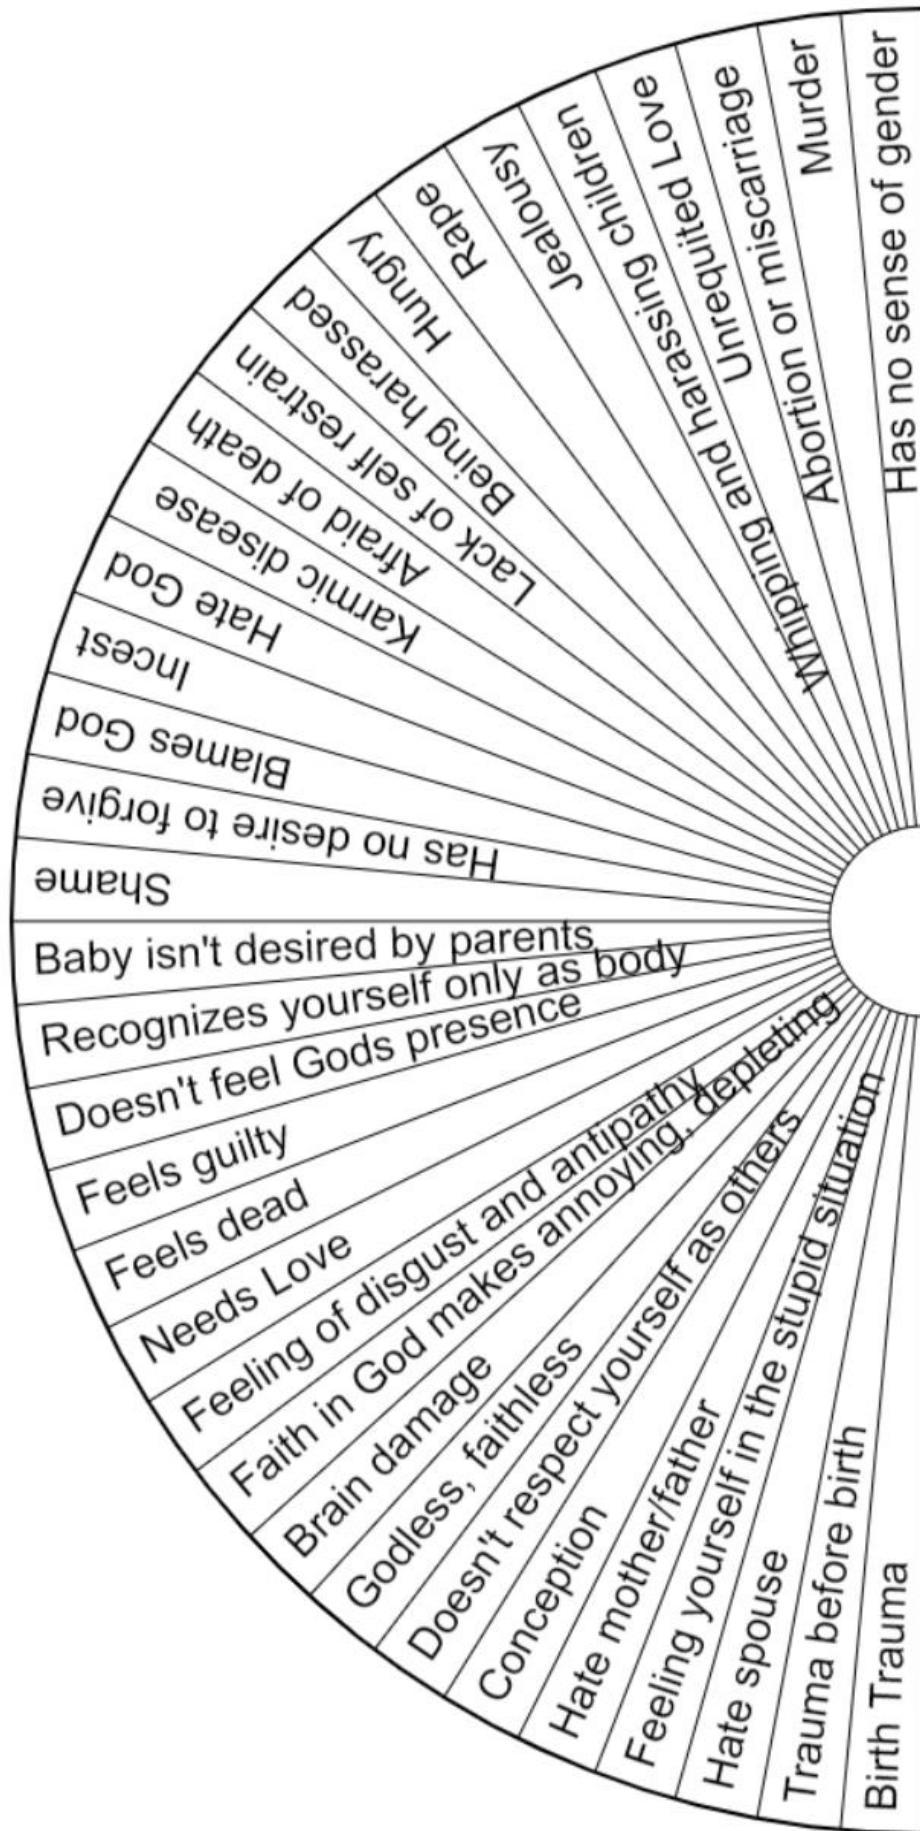 Has no sense of gender
Murder
Abortion or miscarriage
Unrequited Love
Whipping and harassing children
Jealousy
Rape
Hungry
Being harassed
Lack of self restrain
Afraid of death
Karmic disease
Hate God
Incest
Blames God
Has no desire to forgive
Shame
Baby isn't desired by parents
Recognizes yourself only as body
Doesn't feel Gods presence
Feels guilty
Feels dead
Needs Love
Feeling of disgust and antipathy
Faith in God makes annoying, depleting
Brain damage
Godless, faithless
Doesn't respect yourself as others
Conception
Hate mother/father
Feeling yourself in the stupid situation
Hate spouse
Trauma before birth
Birth Trauma